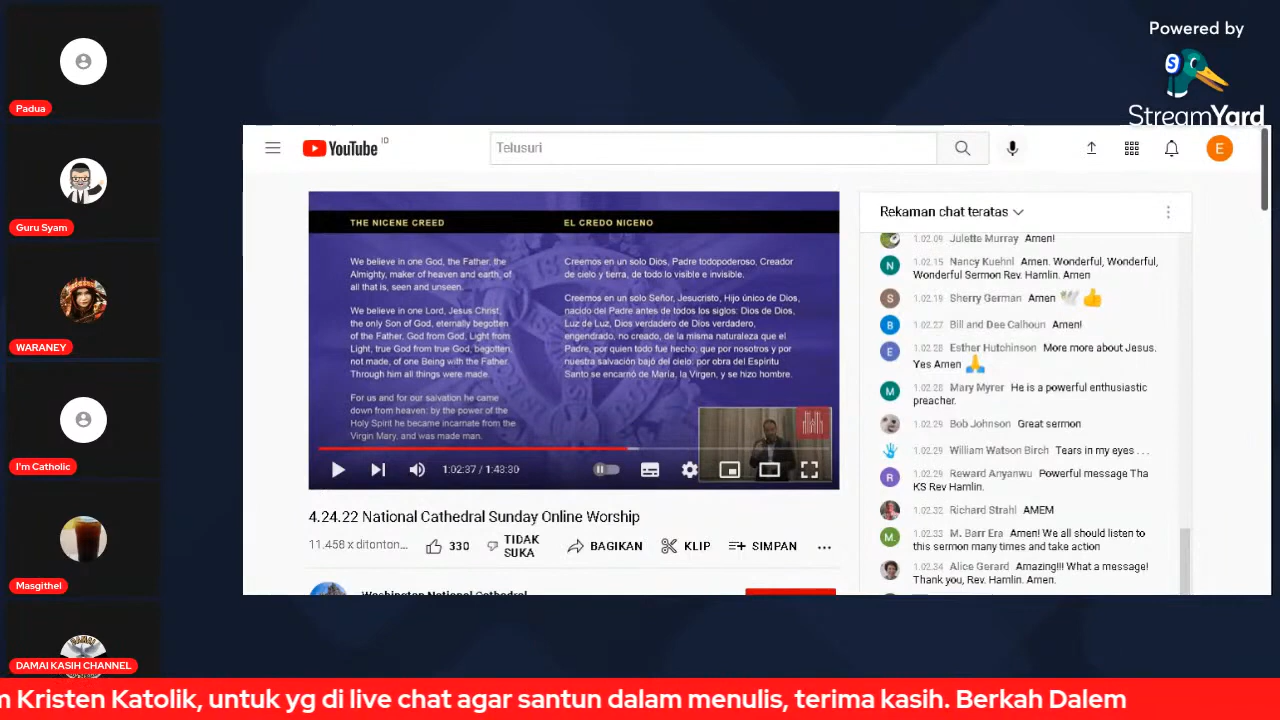 Powered by
StreamYard
Padua
Guru Syam
WARANEY
I'm Catholic
Masgithel
DAMAI KASIH CHANNEL
YouTube ID
Telusuri
E
THE NICENE CREED
We believe in one God, the Father, the
Almighty, maker of heaven and earth, of
all that is, seen and unseen.
We believe in one Lord, Jesus Christ,
the only Son of God, eternally begotten
of the Father, God from God, Light from
Light, true God from true God, begotten,
not made, of one Being with the Father.
Through him all things were made.
For us and for our salvation he came
down from heaven: by the power of the
Holy Spirit he became incarnate from the
Virgin Mary, and was made man.
EL CREDO NICENO
Creemos en un solo Dios, Padre todopoderoso, Creador
de cielo y tierra, de todo lo visible e invisible.
Creemos en un solo Señor, Jesucristo, Hijo único de Dios,
nacido del Padre antes de todos los siglos: Dios de Dios,
Luz de Luz, Dios verdadero de Dios verdadero,
engendrado, no creado, de la misma naturaleza que el
Padre, por quien todo fue hecho; que por nosotros y por
nuestra salvación bajó del cielo: por obra del Espíritu
Santo se encarnó de María, la Virgen, y se hizo hombre.
1:02:37 / 1:43:30
4.24.22 National Cathedral Sunday Online Worship
11.458 x ditonton...
330
TIDAK
SUKA
BAGIKAN
KLIP
SIMPAN
Washington National Cathedral
Rekaman chat teratas
1.02.09 Juliette Murray Amen!
N 1.02.15 Nancy Kuehnl Amen. Wonderful, Wonderful,
Wonderful Sermon Rev. Hamlin. Amen
S 1.02.19 Sherry German Amen 🕊️ 👍
B 1.02.27 Bill and Dee Calhoun Amen!
E 1.02.28 Esther Hutchinson More more about Jesus.
Yes Amen 🙏
M 1.02.28 Mary Myrer He is a powerful enthusiastic
preacher.
1.02.29 Bob Johnson Great sermon
1.02.29 William Watson Birch Tears in my eyes . . .
R 1.02.29 Reward Anyanwu Powerful message Tha
KS Rev Hamlin.
1.02.32 Richard Strahl AMEM
M. 1.02.33 M. Barr Era Amen! We all should listen to
this sermon many times and take action
1.02.34 Alice Gerard Amazing!!! What a message!
Thank you, Rev. Hamlin. Amen.
Kristen Katolik, untuk yg di live chat agar santun dalam menulis, terima kasih. Berkah Dalem